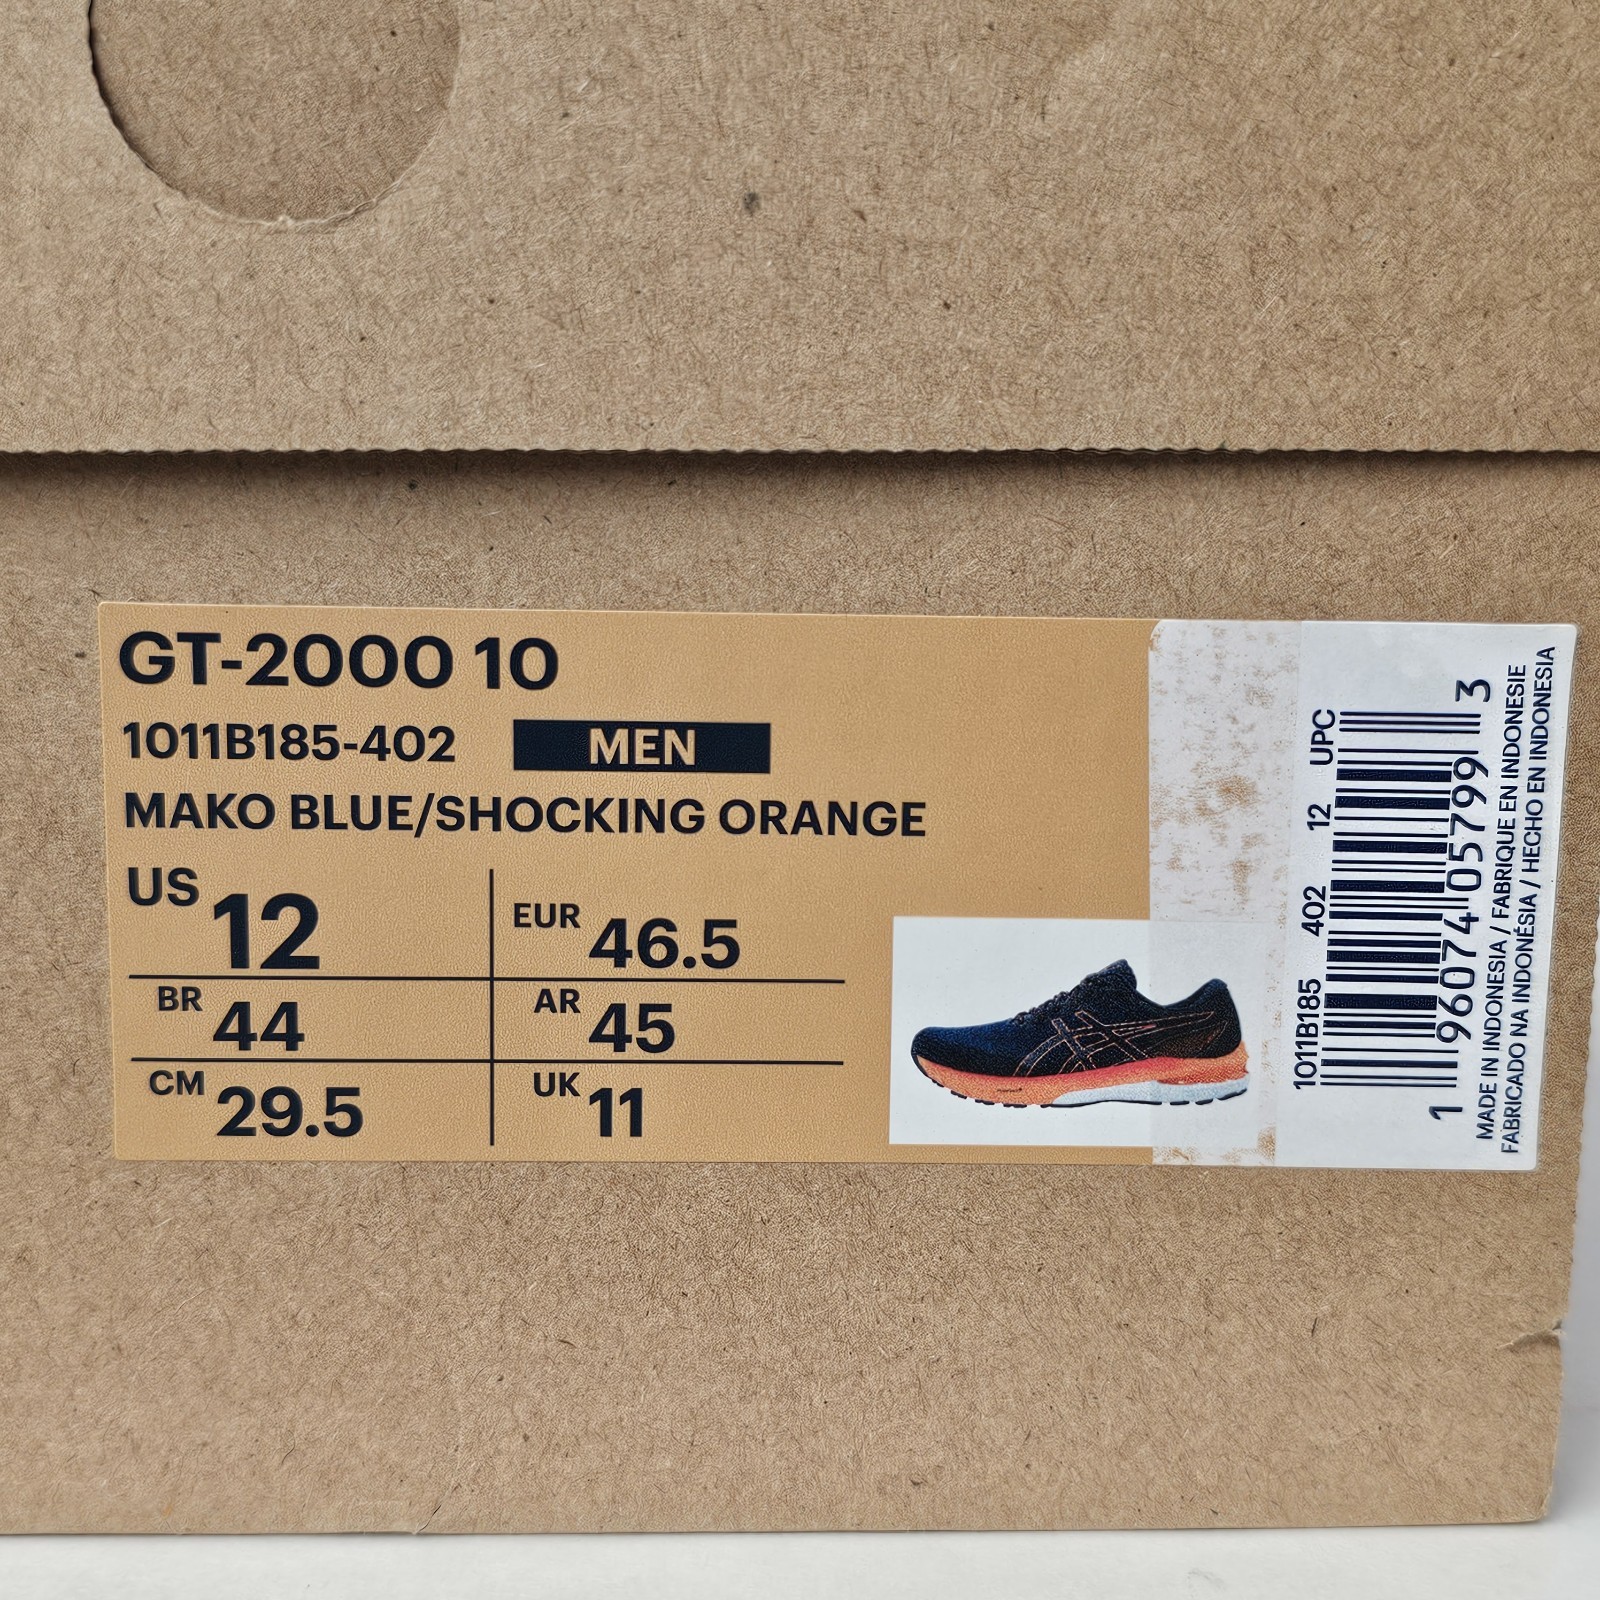 GT-2000 10
1011B185-402 MEN
MAKO BLUE/SHOCKING ORANGE
US 12 EUR 46.5
BR 44 AR 45
CM 29.5 UK 11
1011B185 402 12 UPC
1 96074 05799 3
MADE IN INDONESIA / FABRIQUE EN INDONESIE
FABRICADO NA INDONÉSIA / HECHO EN INDONESIA